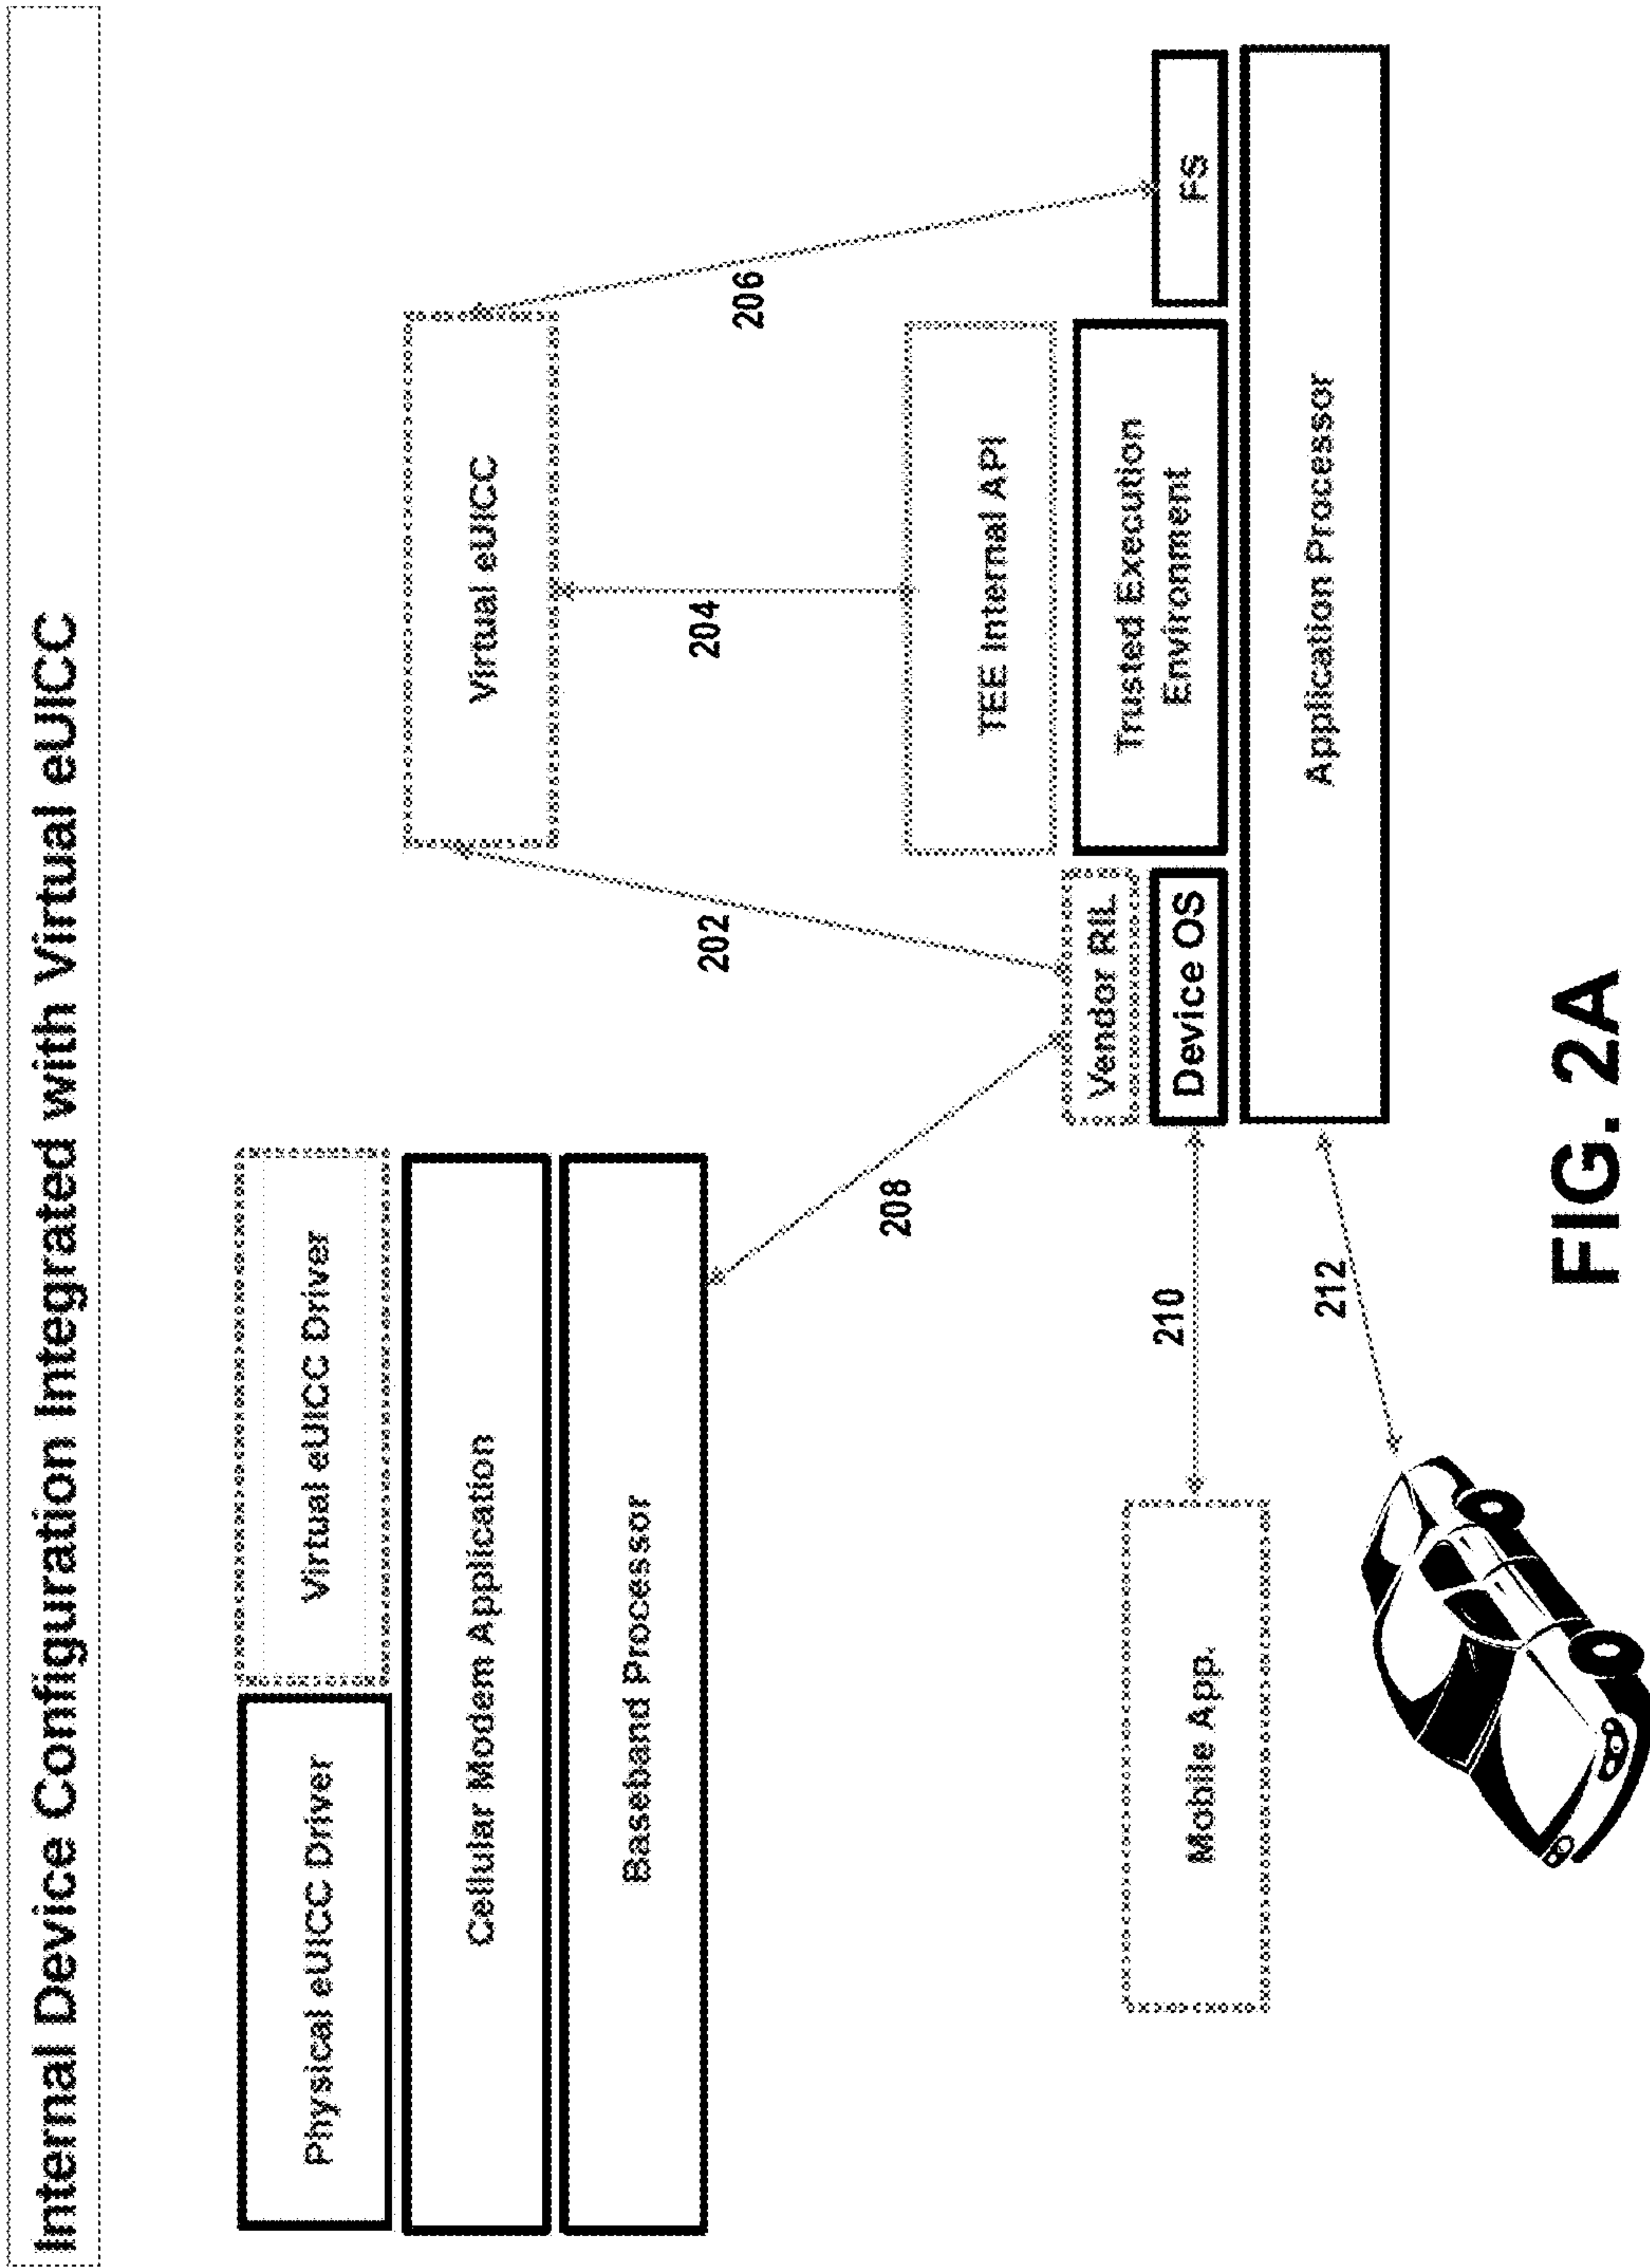 Internal Device Configuration Integrated with Virtual eUICC
Physical eUICC Driver
Virtual eUICC Driver
Cellular Modem Application
Baseband Processor
Virtual eUICC
202
204
206
208
TEE Internal API
Vendor RIL
Device OS
Trusted Execution
Environment
FS
Application Processor
Mobile App.
210
212
FIG. 2A